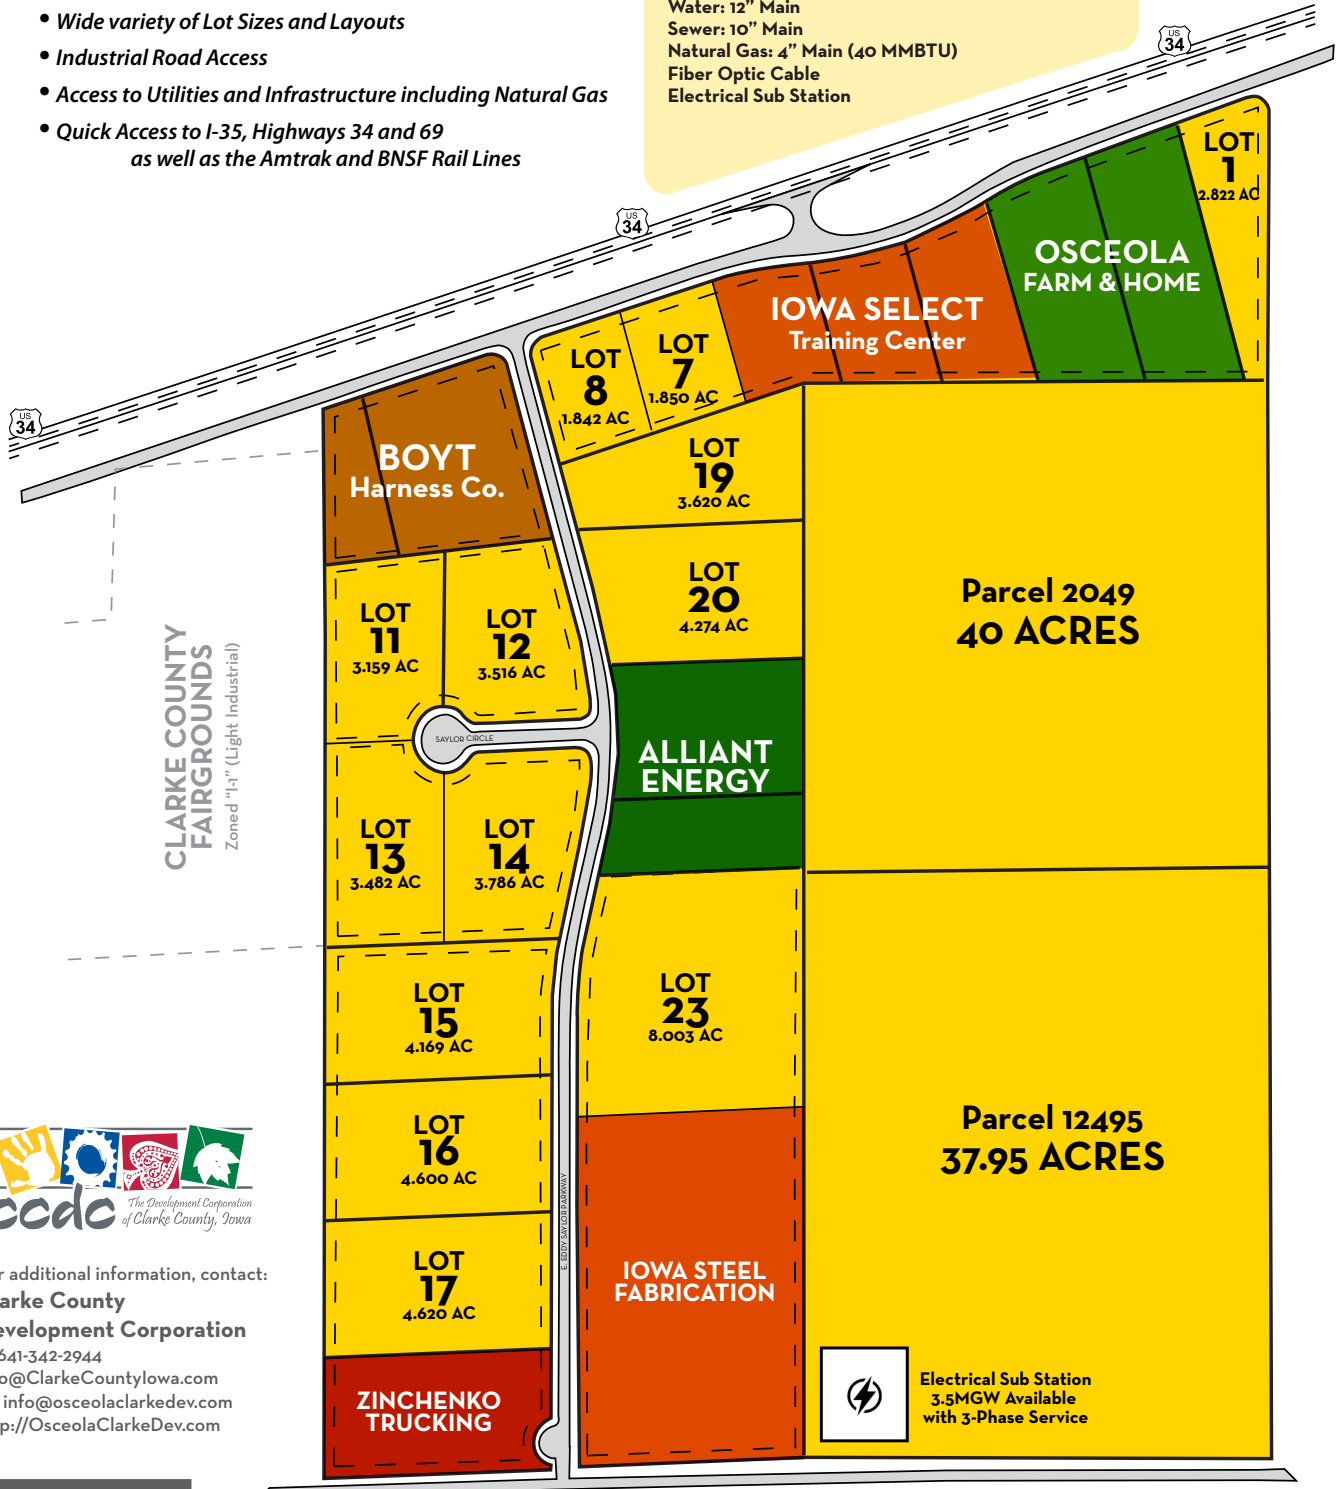 • Wide variety of Lot Sizes and Layouts
• Industrial Road Access
• Access to Utilities and Infrastructure including Natural Gas
• Quick Access to I-35, Highways 34 and 69
as well as the Amtrak and BNSF Rail Lines
Water: 12” Main
Sewer: 10” Main
Natural Gas: 4” Main (40 MMBTU)
Fiber Optic Cable
Electrical Sub Station
US
34
US
34
US
34
LOT
1
2.822 AC
OSCEOLA
FARM & HOME
IOWA SELECT
Training Center
LOT
7
1.850 AC
LOT
8
1.842 AC
BOYT
Harness Co.
LOT
19
3.620 AC
LOT
20
4.274 AC
Parcel 2049
40 ACRES
LOT
11
3.159 AC
LOT
12
3.516 AC
SAYLOR CIRCLE
CLARKE COUNTY
FAIRGROUNDS
Zoned “I-1” (Light Industrial)
ALLIANT
ENERGY
LOT
13
3.482 AC
LOT
14
3.786 AC
LOT
15
4.169 AC
LOT
23
8.003 AC
LOT
16
4.600 AC
Parcel 12495
37.95 ACRES
E. EDDY SAYLOR PARKWAY
LOT
17
4.620 AC
IOWA STEEL
FABRICATION
ZINCHENKO
TRUCKING
Electrical Sub Station
3.5MGW Available
with 3-Phase Service
ccdc
The Development Corporation
of Clarke County, Iowa
r additional information, contact:
arke County
evelopment Corporation
641-342-2944
o@ClarkeCountyIowa.com
info@osceolaclarkedev.com
p://OsceolaClarkeDev.com